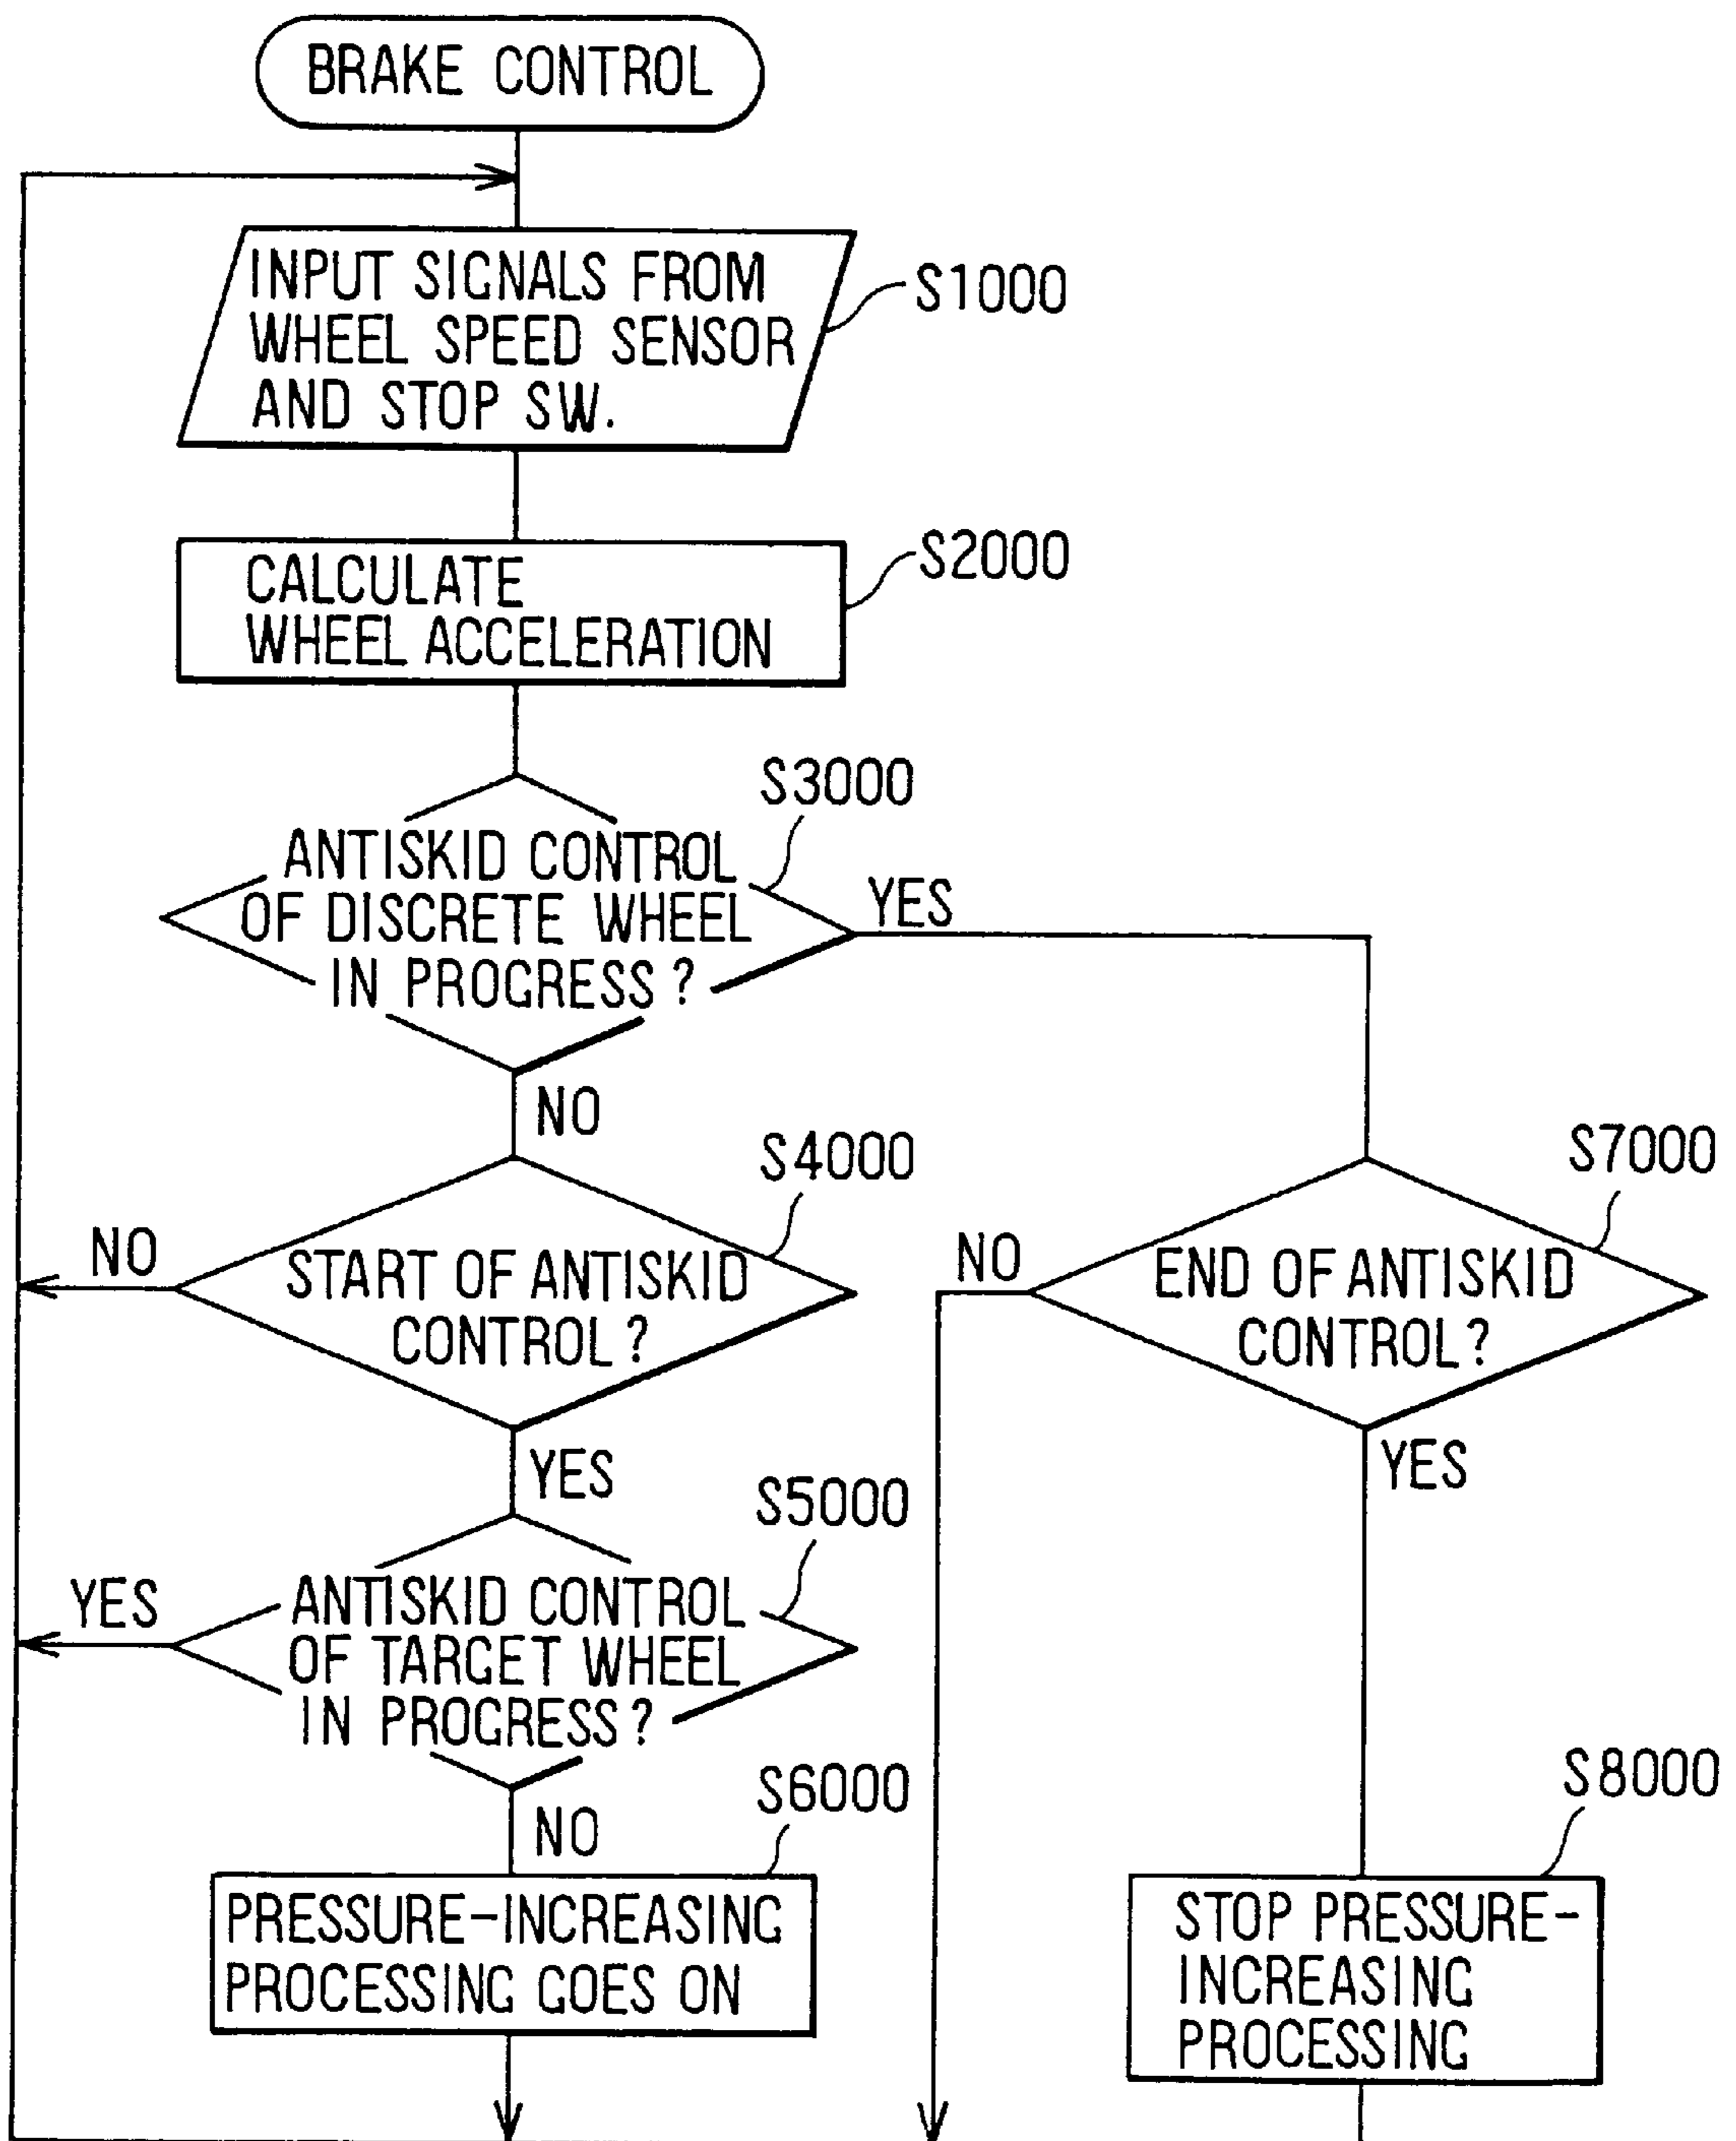 BRAKE CONTROL
INPUT SIGNALS FROM
WHEEL SPEED SENSOR
AND STOP SW.
S1000
CALCULATE
WHEEL ACCELERATION
S2000
S3000
ANTISKID CONTROL
OF DISCRETE WHEEL
IN PROGRESS ?
YES
NO
S4000
START OF ANTISKID
CONTROL ?
NO
YES
S7000
END OF ANTISKID
CONTROL?
NO
YES
S5000
ANTISKID CONTROL
OF TARGET WHEEL
IN PROGRESS ?
YES
NO
S6000
PRESSURE-INCREASING
PROCESSING GOES ON
S8000
STOP PRESSURE-
INCREASING
PROCESSING